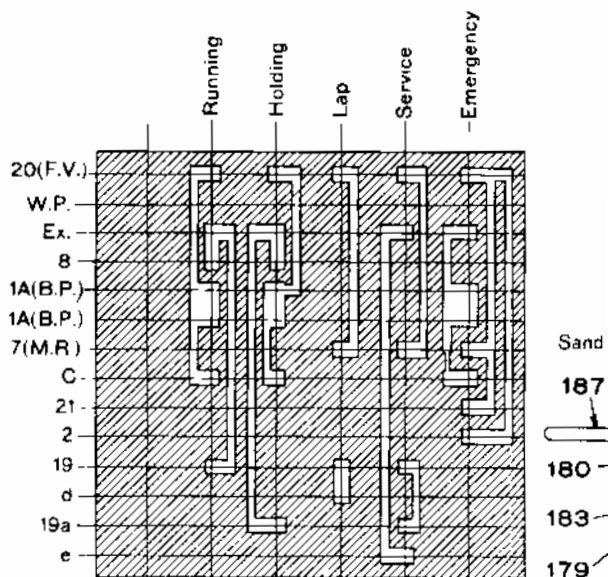 Running
Holding
Lap
Service
Emergency
20(F.V.)
W.P.
Ex.
8
1A(B.P.)
1A(B.P.)
7(M.R)
C
21
2
19
d
19a
e
Sand
187
180
183
179